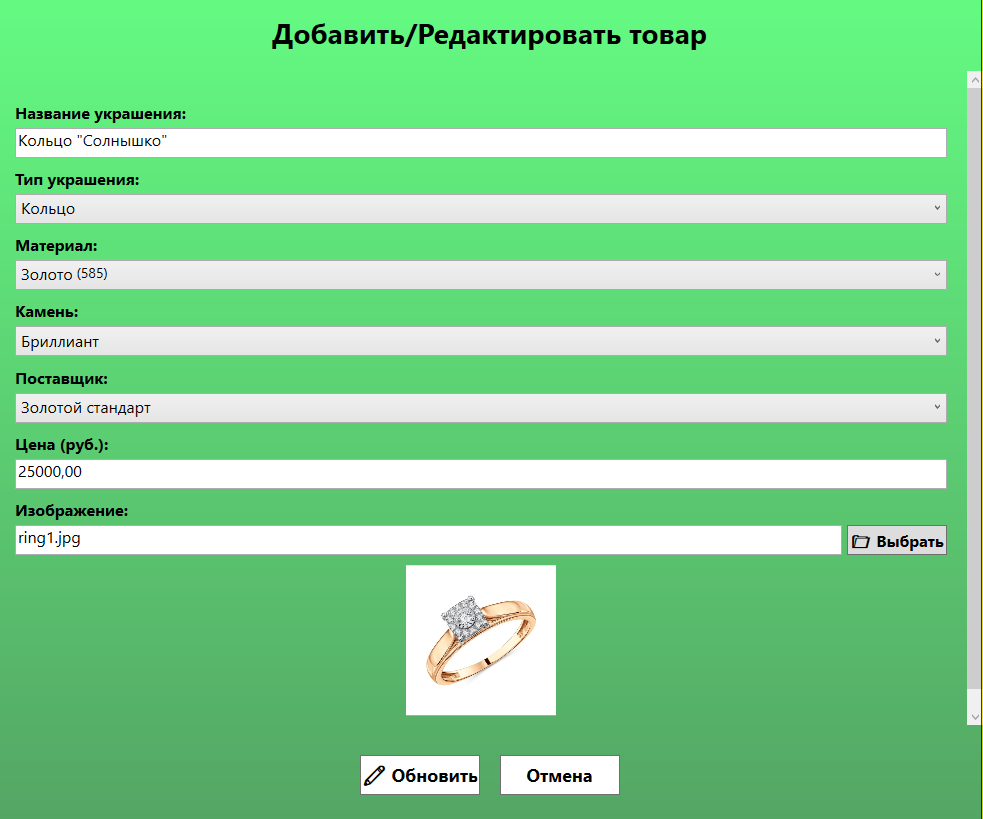 Добавить/Редактировать товар
Название украшения:
Кольцо "Солнышко"
Тип украшения:
Кольцо
Материал:
Золото (585)
Камень:
Бриллиант
Поставщик:
Золотой стандарт
Цена (руб.):
25000,00
Изображение:
ring1.jpg
Выбрать
Обновить
Отмена